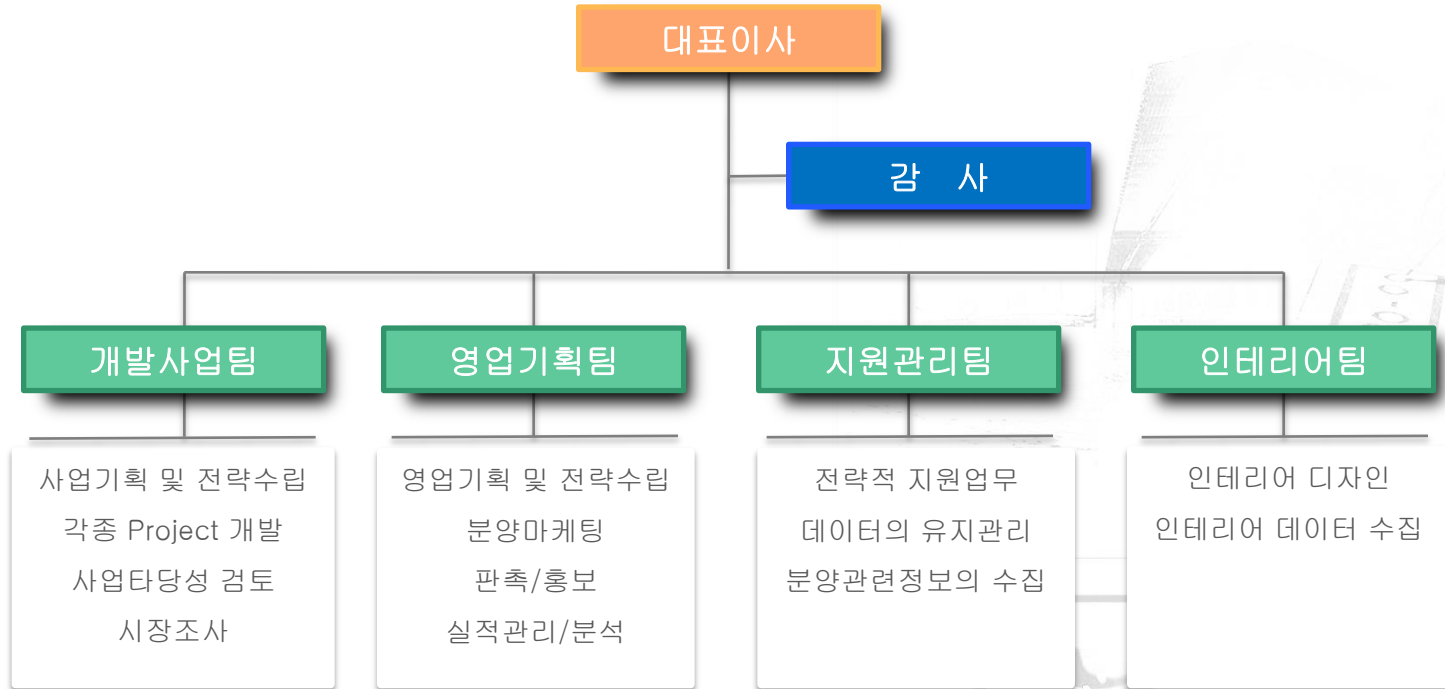 대표이사
감 사
개발사업팀
사업기획 및 전략수립
각종 Project 개발
사업타당성 검토
시장조사
영업기획팀
영업기획 및 전략수립
분양마케팅
판촉/홍보
실적관리/분석
지원관리팀
전략적 지원업무
데이터의 유지관리
분양관련정보의 수집
인테리어팀
인테리어 디자인
인테리어 데이터 수집